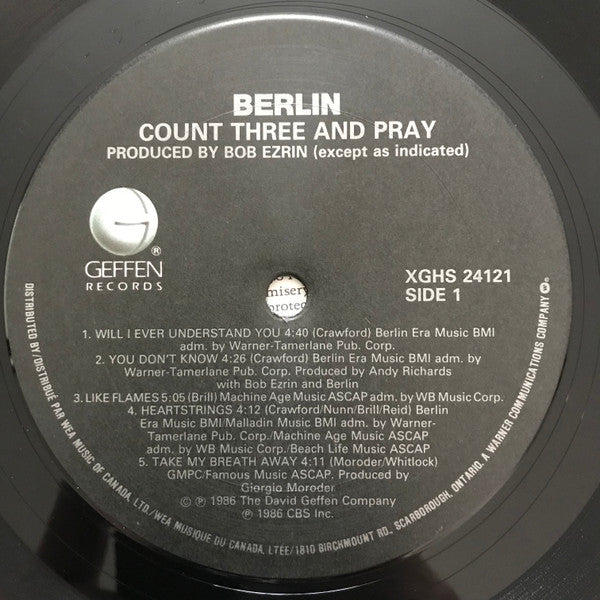 BERLIN
COUNT THREE AND PRAY
PRODUCED BY BOB EZRIN (except as indicated)
®
GEFFEN
RECORDS
XGHS 24121
SIDE 1
misery
protec
1. WILL I EVER UNDERSTAND YOU 4:40 (Crawford) Berlin Era Music BMI
adm. by Warner-Tamerlane Pub. Corp.
2. YOU DON'T KNOW 4:26 (Crawford) Berlin Era Music BMI adm. by
Warner-Tamerlane Pub. Corp. Produced by Andy Richards
with Bob Ezrin and Berlin
3. LIKE FLAMES 5:05 (Brill) Machine Age Music ASCAP adm. by WB Music Corp.
4. HEARTSTRINGS 4:12 (Crawford/Nunn/Brill/Reid) Berlin
Era Music BMI/Malladin Music BMI adm. by Warner-
Tamerlane Pub. Corp./Machine Age Music ASCAP
adm. by WB Music Corp./Beach Life Music ASCAP
5. TAKE MY BREATH AWAY 4:11 (Moroder/Whitlock)
GMPC/Famous Music ASCAP. Produced by
Giorgio Moroder
© ℗ 1986 The David Geffen Company
℗ 1986 CBS Inc.
DISTRIBUTED BY/DISTRIBUÉ PAR WEA MUSIC OF CANADA, LTD./WEA MUSIQUE DU CANADA, LTÉE/1810 BIRCHMOUNT RD., SCARBOROUGH, ONTARIO. A WARNER COMMUNICATIONS COMPANY